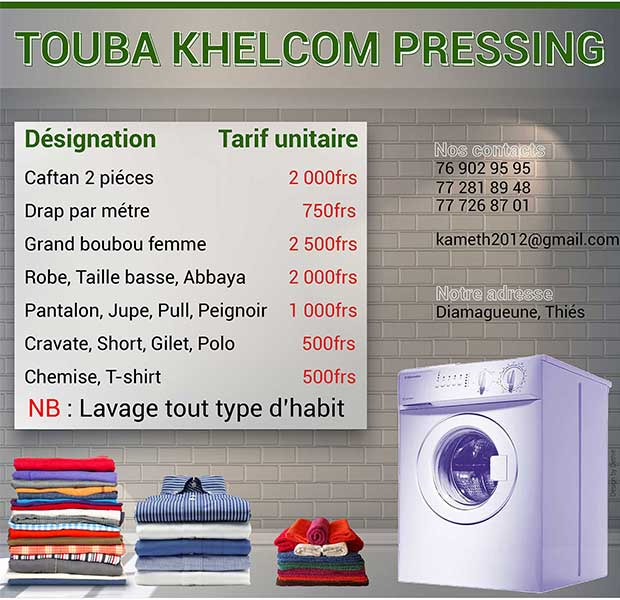 TOUBA KHELCOM PRESSING
Désignation Tarif unitaire
Caftan 2 piéces 2 000frs
Drap par métre 750frs
Grand boubou femme 2 500frs
Robe, Taille basse, Abbaya 2 000frs
Pantalon, Jupe, Pull, Peignoir 1 000frs
Cravate, Short, Gilet, Polo 500frs
Chemise, T-shirt 500frs
NB : Lavage tout type d'habit
Nos contacts
76 902 95 95
77 281 89 48
77 726 87 01
kameth2012@gmail.com
Notre adresse
Diamagueune, Thiés